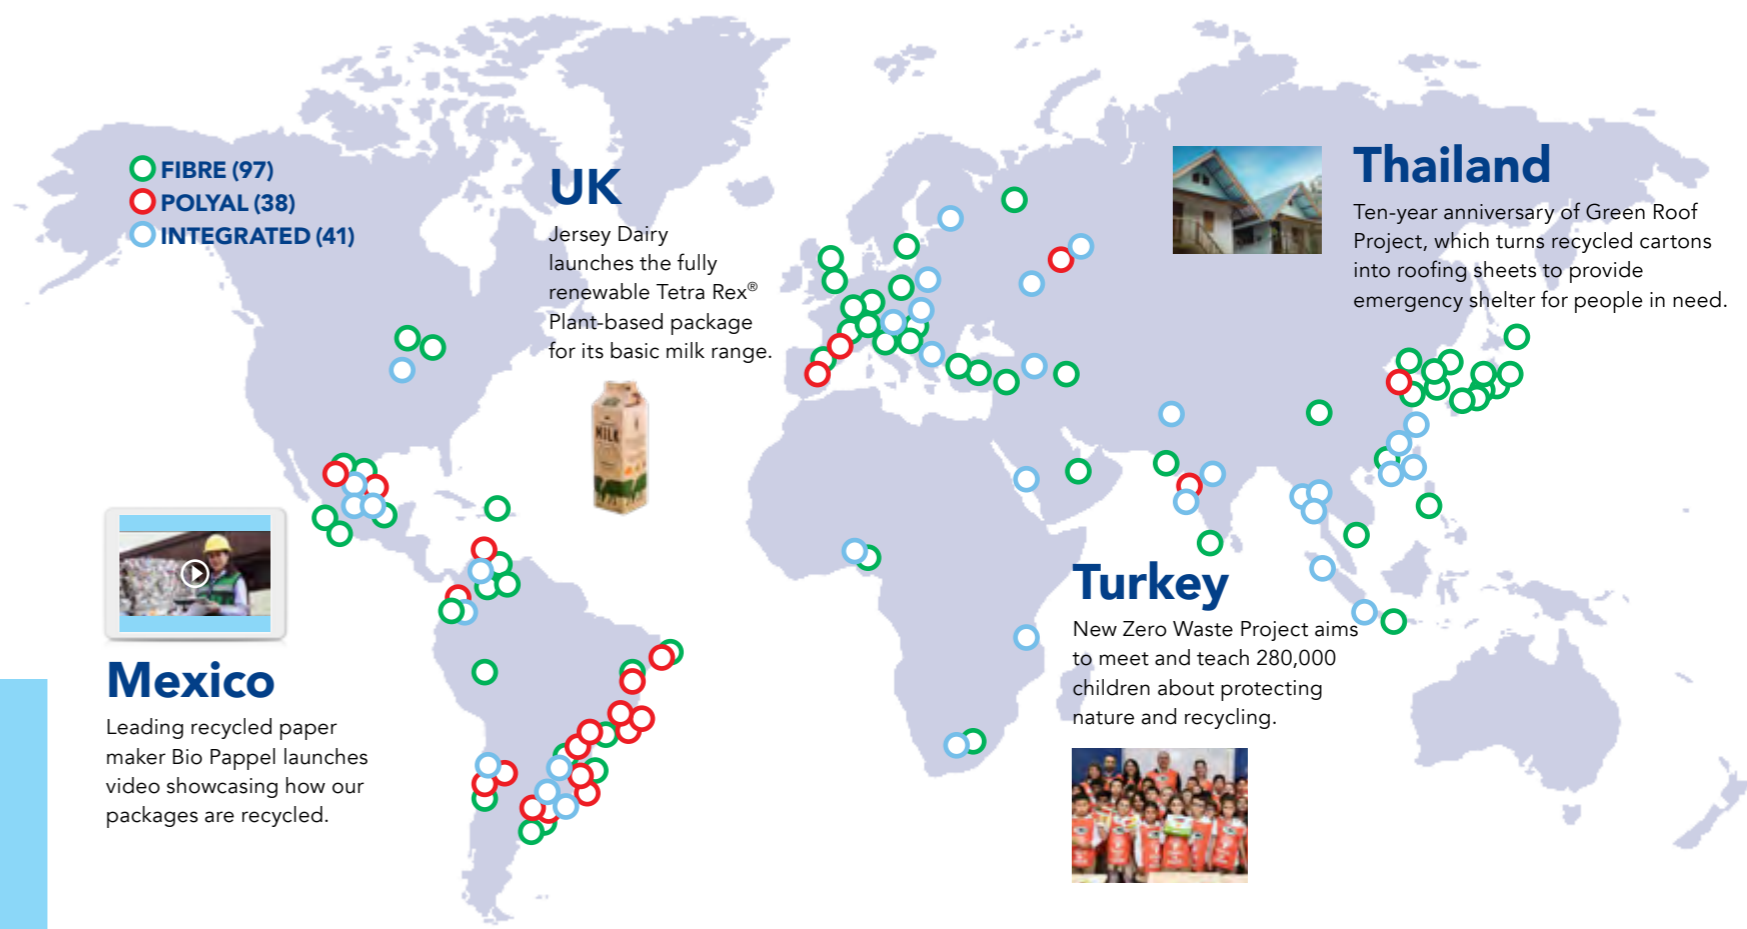 FIBRE (97)
POLYAL (38)
INTEGRATED (41)
UK
Jersey Dairy
launches the fully
renewable Tetra Rex®
Plant-based package
for its basic milk range.
MILK
Thailand
Ten-year anniversary of Green Roof
Project, which turns recycled cartons
into roofing sheets to provide
emergency shelter for people in need.
Mexico
Leading recycled paper
maker Bio Pappel launches
video showcasing how our
packages are recycled.
Turkey
New Zero Waste Project aims
to meet and teach 280,000
children about protecting
nature and recycling.